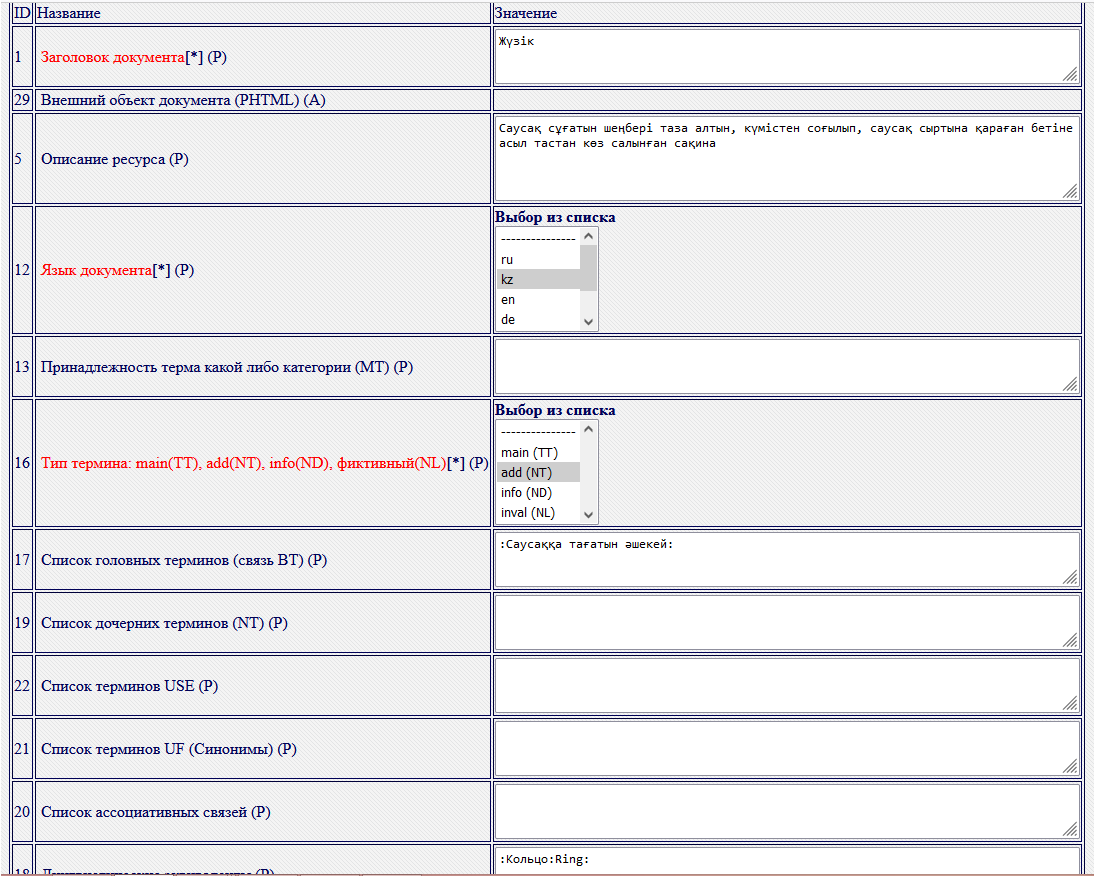 ID Название Значение
1 Заголовок документа[*] (P) Жүзік
29 Внешний объект документа (PHTML) (A)
5 Описание ресурса (P) Саусақ сұғатын шеңбері таза алтын, күмістен соғылып, саусақ сыртына қараған бетіне
асыл тастан көз салынған сақина
12 Язык документа[*] (P) Выбор из списка
---------------
ru
kz
en
de
13 Принадлежность терма какой либо категории (MT) (P)
16 Тип термина: main(TT), add(NT), info(ND), фиктивный(NL)[*] (P) Выбор из списка
---------------
main (TT)
add (NT)
info (ND)
inval (NL)
17 Список головных терминов (связь BT) (P) :Саусаққа тағатын әшекей:
19 Список дочерних терминов (NT) (P)
22 Список терминов USE (P)
21 Список терминов UF (Синонимы) (P)
20 Список ассоциативных связей (P)
18 (P) :Кольцо:Ring: